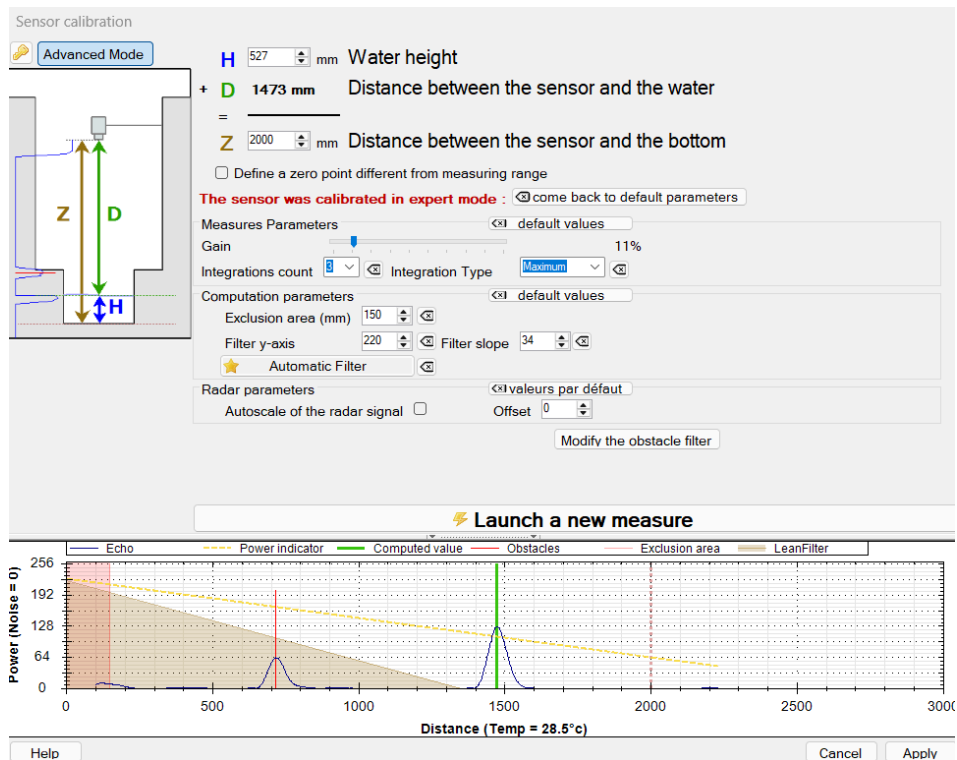 Sensor calibration
Advanced Mode
H 527 mm Water height
+ D 1473 mm Distance between the sensor and the water
=
Z 2000 mm Distance between the sensor and the bottom
Define a zero point different from measuring range
The sensor was calibrated in expert mode : come back to default parameters
Z D
H
Measures Parameters default values
Gain 11%
Integrations count 3 Integration Type Maximum
Computation parameters default values
Exclusion area (mm) 150
Filter y-axis 220 Filter slope 34
Automatic Filter
Radar parameters valeurs par défaut
Autoscale of the radar signal Offset 0
Modify the obstacle filter
Launch a new measure
Echo Power indicator Computed value Obstacles Exclusion area LeanFilter
Power (Noise = 0)
256
192
128
64
0
0 500 1000 1500 2000 2500 3000
Distance (Temp = 28.5°c)
Help Cancel Apply